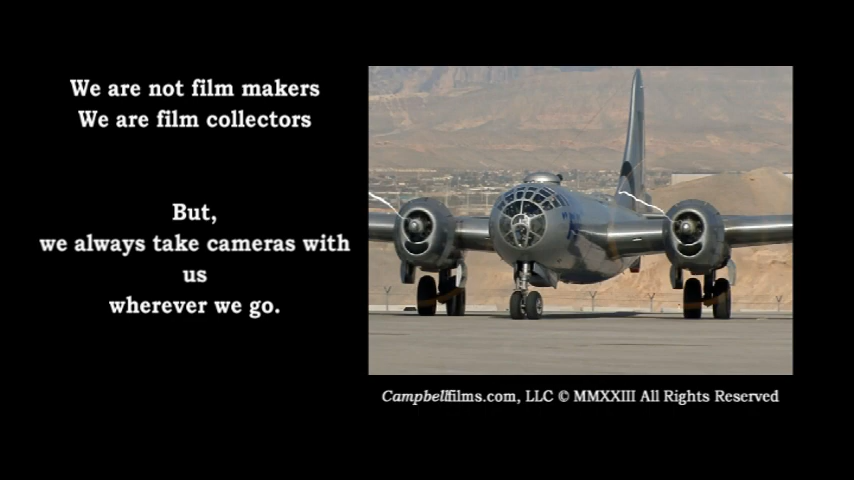 We are not film makers
We are film collectors
But,
we always take cameras with
us
wherever we go.
Campbellfilms.com, LLC © MMXXIII All Rights Reserved